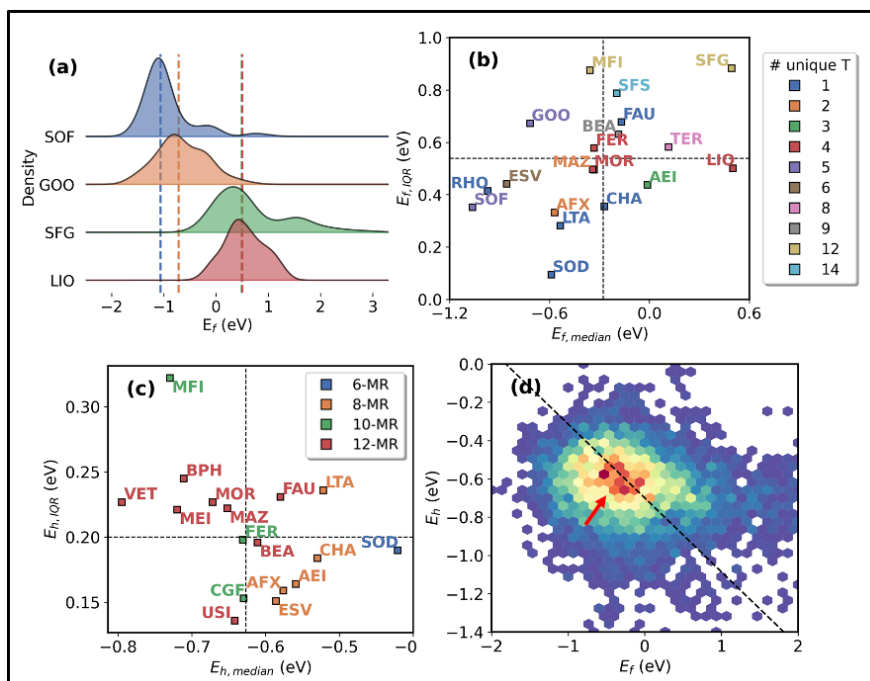 (a)
SOF
GOO
SFG
LIO
Density
−2 −1 0 1 2 3
E_f (eV)
(b)
MFI
SFG
SFS
GOO
FAU
BEA
FER
TER
MAZ
MOR
LIO
RHO
ESV
AEI
SOF
AFX
CHA
LTA
SOD
1.0
0.8
0.6
0.4
0.2
0.0
E_{f,IQR} (eV)
−1.2 −0.6 0.0 0.6
E_{f,median} (eV)
# unique T
1
2
3
4
5
6
8
9
12
14
(c)
MFI
6-MR
8-MR
10-MR
12-MR
BPH
VET
MOR
FAU
LTA
MEI
MAZ
FER
BEA
CHA
SOD
CGF
AFX
AEI
USI
ESV
0.30
0.25
0.20
0.15
E_{h,IQR} (eV)
−0.8 −0.7 −0.6 −0.5 −0
E_{h,median} (eV)
(d)
0.0
−0.2
−0.4
−0.6
−0.8
−1.0
−1.2
−1.4
E_h (eV)
−2 −1 0 1 2
E_f (eV)